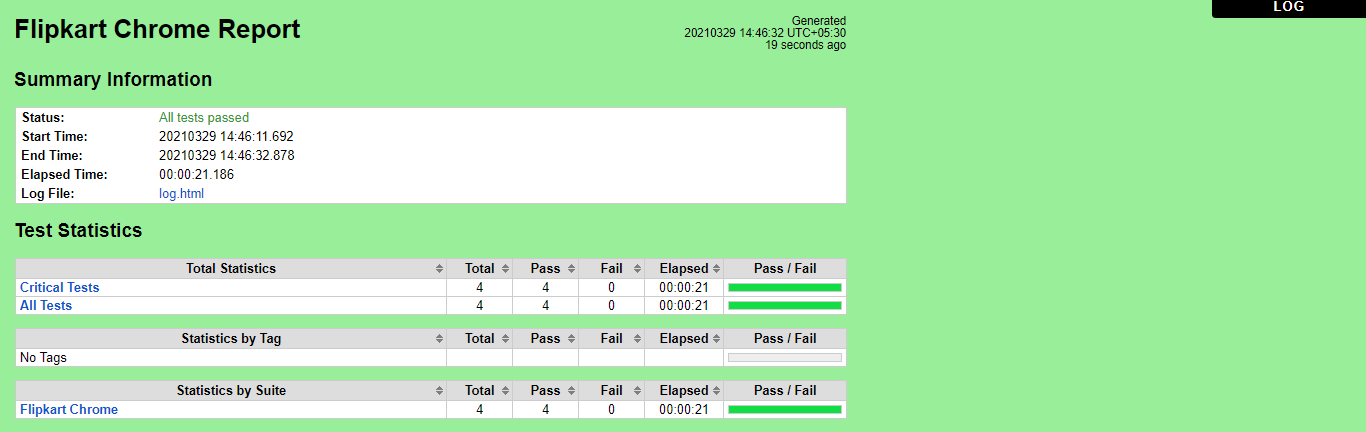 LOG
Flipkart Chrome Report
Generated
20210329 14:46:32 UTC+05:30
19 seconds ago
Summary Information
Status: All tests passed
Start Time: 20210329 14:46:11.692
End Time: 20210329 14:46:32.878
Elapsed Time: 00:00:21.186
Log File: log.html
Test Statistics
Total Statistics Total Pass Fail Elapsed Pass / Fail
Critical Tests 4 4 0 00:00:21
All Tests 4 4 0 00:00:21
Statistics by Tag Total Pass Fail Elapsed Pass / Fail
No Tags
Statistics by Suite Total Pass Fail Elapsed Pass / Fail
Flipkart Chrome 4 4 0 00:00:21